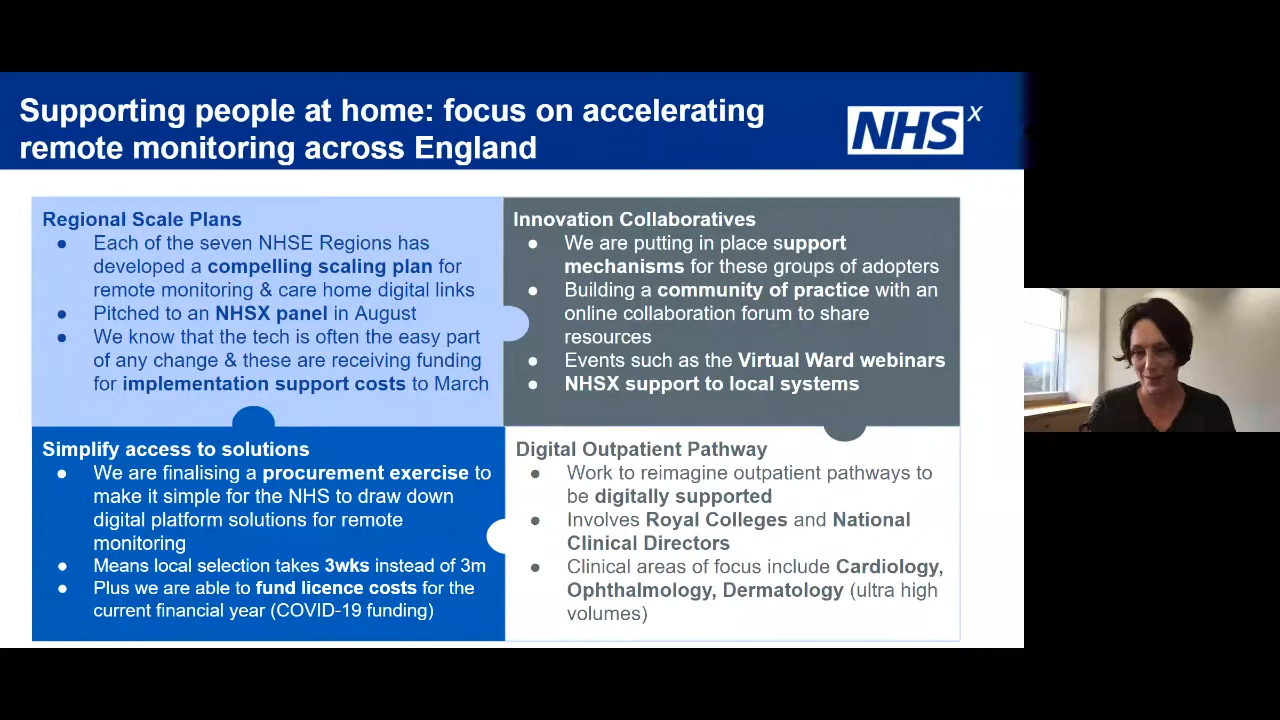 Supporting people at home: focus on accelerating
remote monitoring across England
NHS X
Regional Scale Plans
● Each of the seven NHSE Regions has
developed a compelling scaling plan for
remote monitoring & care home digital links
● Pitched to an NHSX panel in August
● We know that the tech is often the easy part
of any change & these are receiving funding
for implementation support costs to March
Innovation Collaboratives
● We are putting in place support
mechanisms for these groups of adopters
● Building a community of practice with an
online collaboration forum to share
resources
● Events such as the Virtual Ward webinars
● NHSX support to local systems
Simplify access to solutions
● We are finalising a procurement exercise to
make it simple for the NHS to draw down
digital platform solutions for remote
monitoring
● Means local selection takes 3wks instead of 3m
● Plus we are able to fund licence costs for the
current financial year (COVID-19 funding)
Digital Outpatient Pathway
● Work to reimagine outpatient pathways to
be digitally supported
● Involves Royal Colleges and National
Clinical Directors
● Clinical areas of focus include Cardiology,
Ophthalmology, Dermatology (ultra high
volumes)